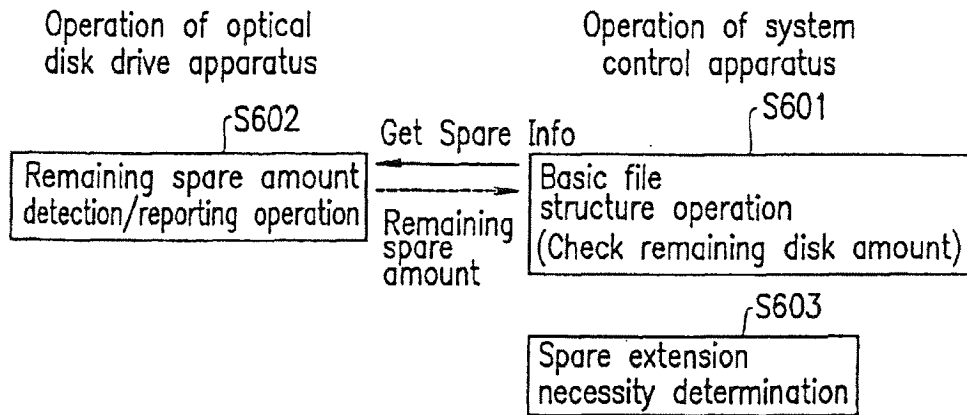 Operation of optical
disk drive apparatus
Operation of system
control apparatus
S602
Get Spare Info
S601
Remaining spare amount
detection/reporting operation
Remaining
spare
amount
Basic file
structure operation
(Check remaining disk amount)
S603
Spare extension
necessity determination